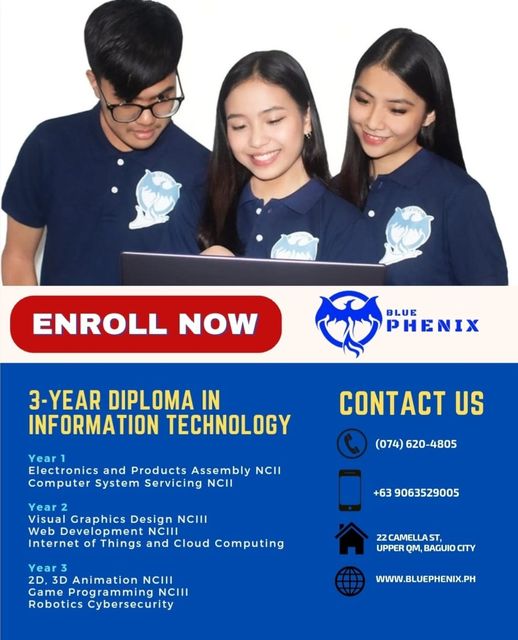 ENROLL NOW
BLUE
PHENIX
3-YEAR DIPLOMA IN
INFORMATION TECHNOLOGY
Year 1
Electronics and Products Assembly NCII
Computer System Servicing NCII
Year 2
Visual Graphics Design NCIII
Web Development NCIII
Internet of Things and Cloud Computing
Year 3
2D, 3D Animation NCIII
Game Programming NCIII
Robotics Cybersecurity
CONTACT US
(074) 620-4805
+63 9063529005
22 CAMELLA ST,
UPPER QM, BAGUIO CITY
WWW.BLUEPHENIX.PH